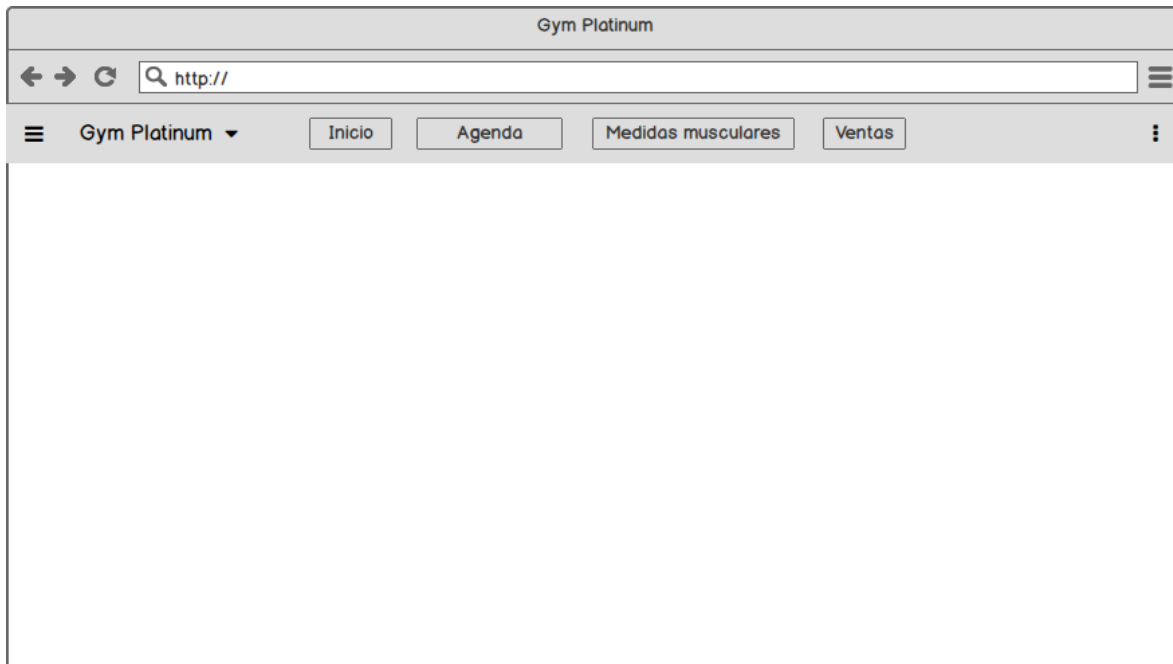 Gym Platinum
http://
Gym Platinum Inicio Agenda Medidas musculares Ventas